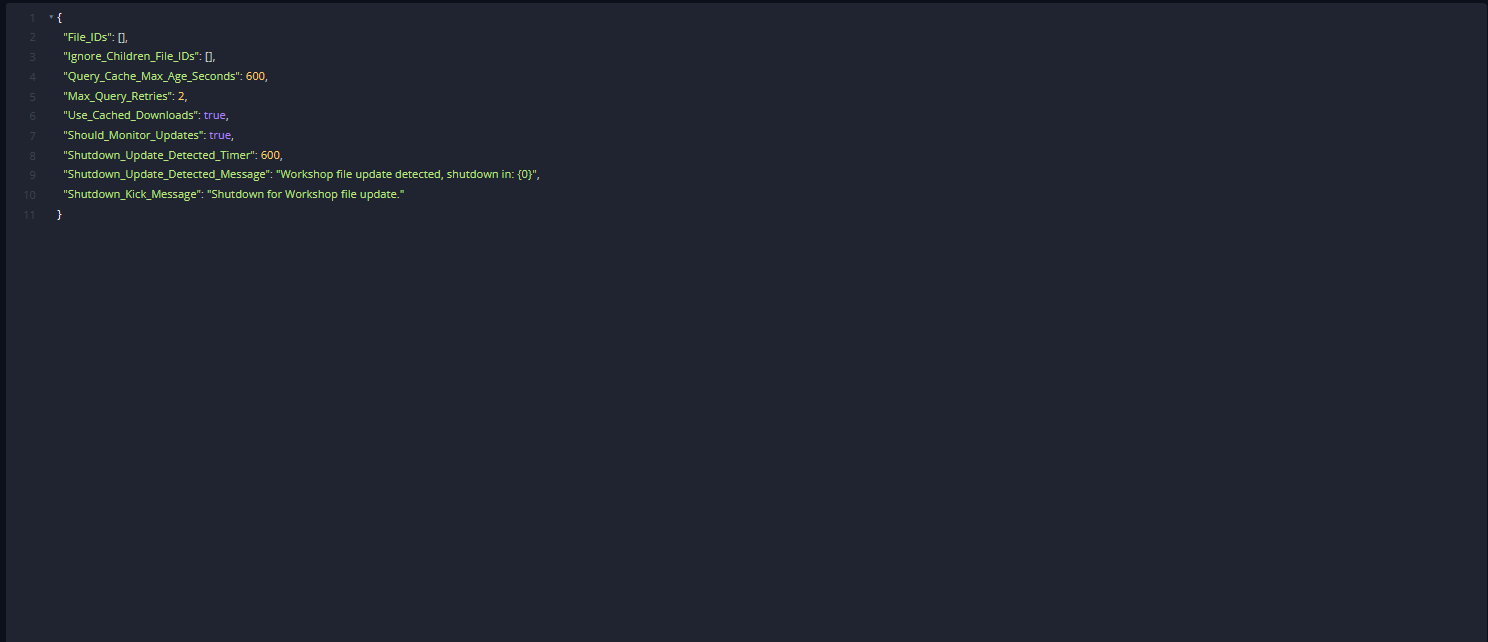 1 {
2 "File_IDs": [],
3 "Ignore_Children_File_IDs": [],
4 "Query_Cache_Max_Age_Seconds": 600,
5 "Max_Query_Retries": 2,
6 "Use_Cached_Downloads": true,
7 "Should_Monitor_Updates": true,
8 "Shutdown_Update_Detected_Timer": 600,
9 "Shutdown_Update_Detected_Message": "Workshop file update detected, shutdown in: {0}",
10 "Shutdown_Kick_Message": "Shutdown for Workshop file update."
11 }